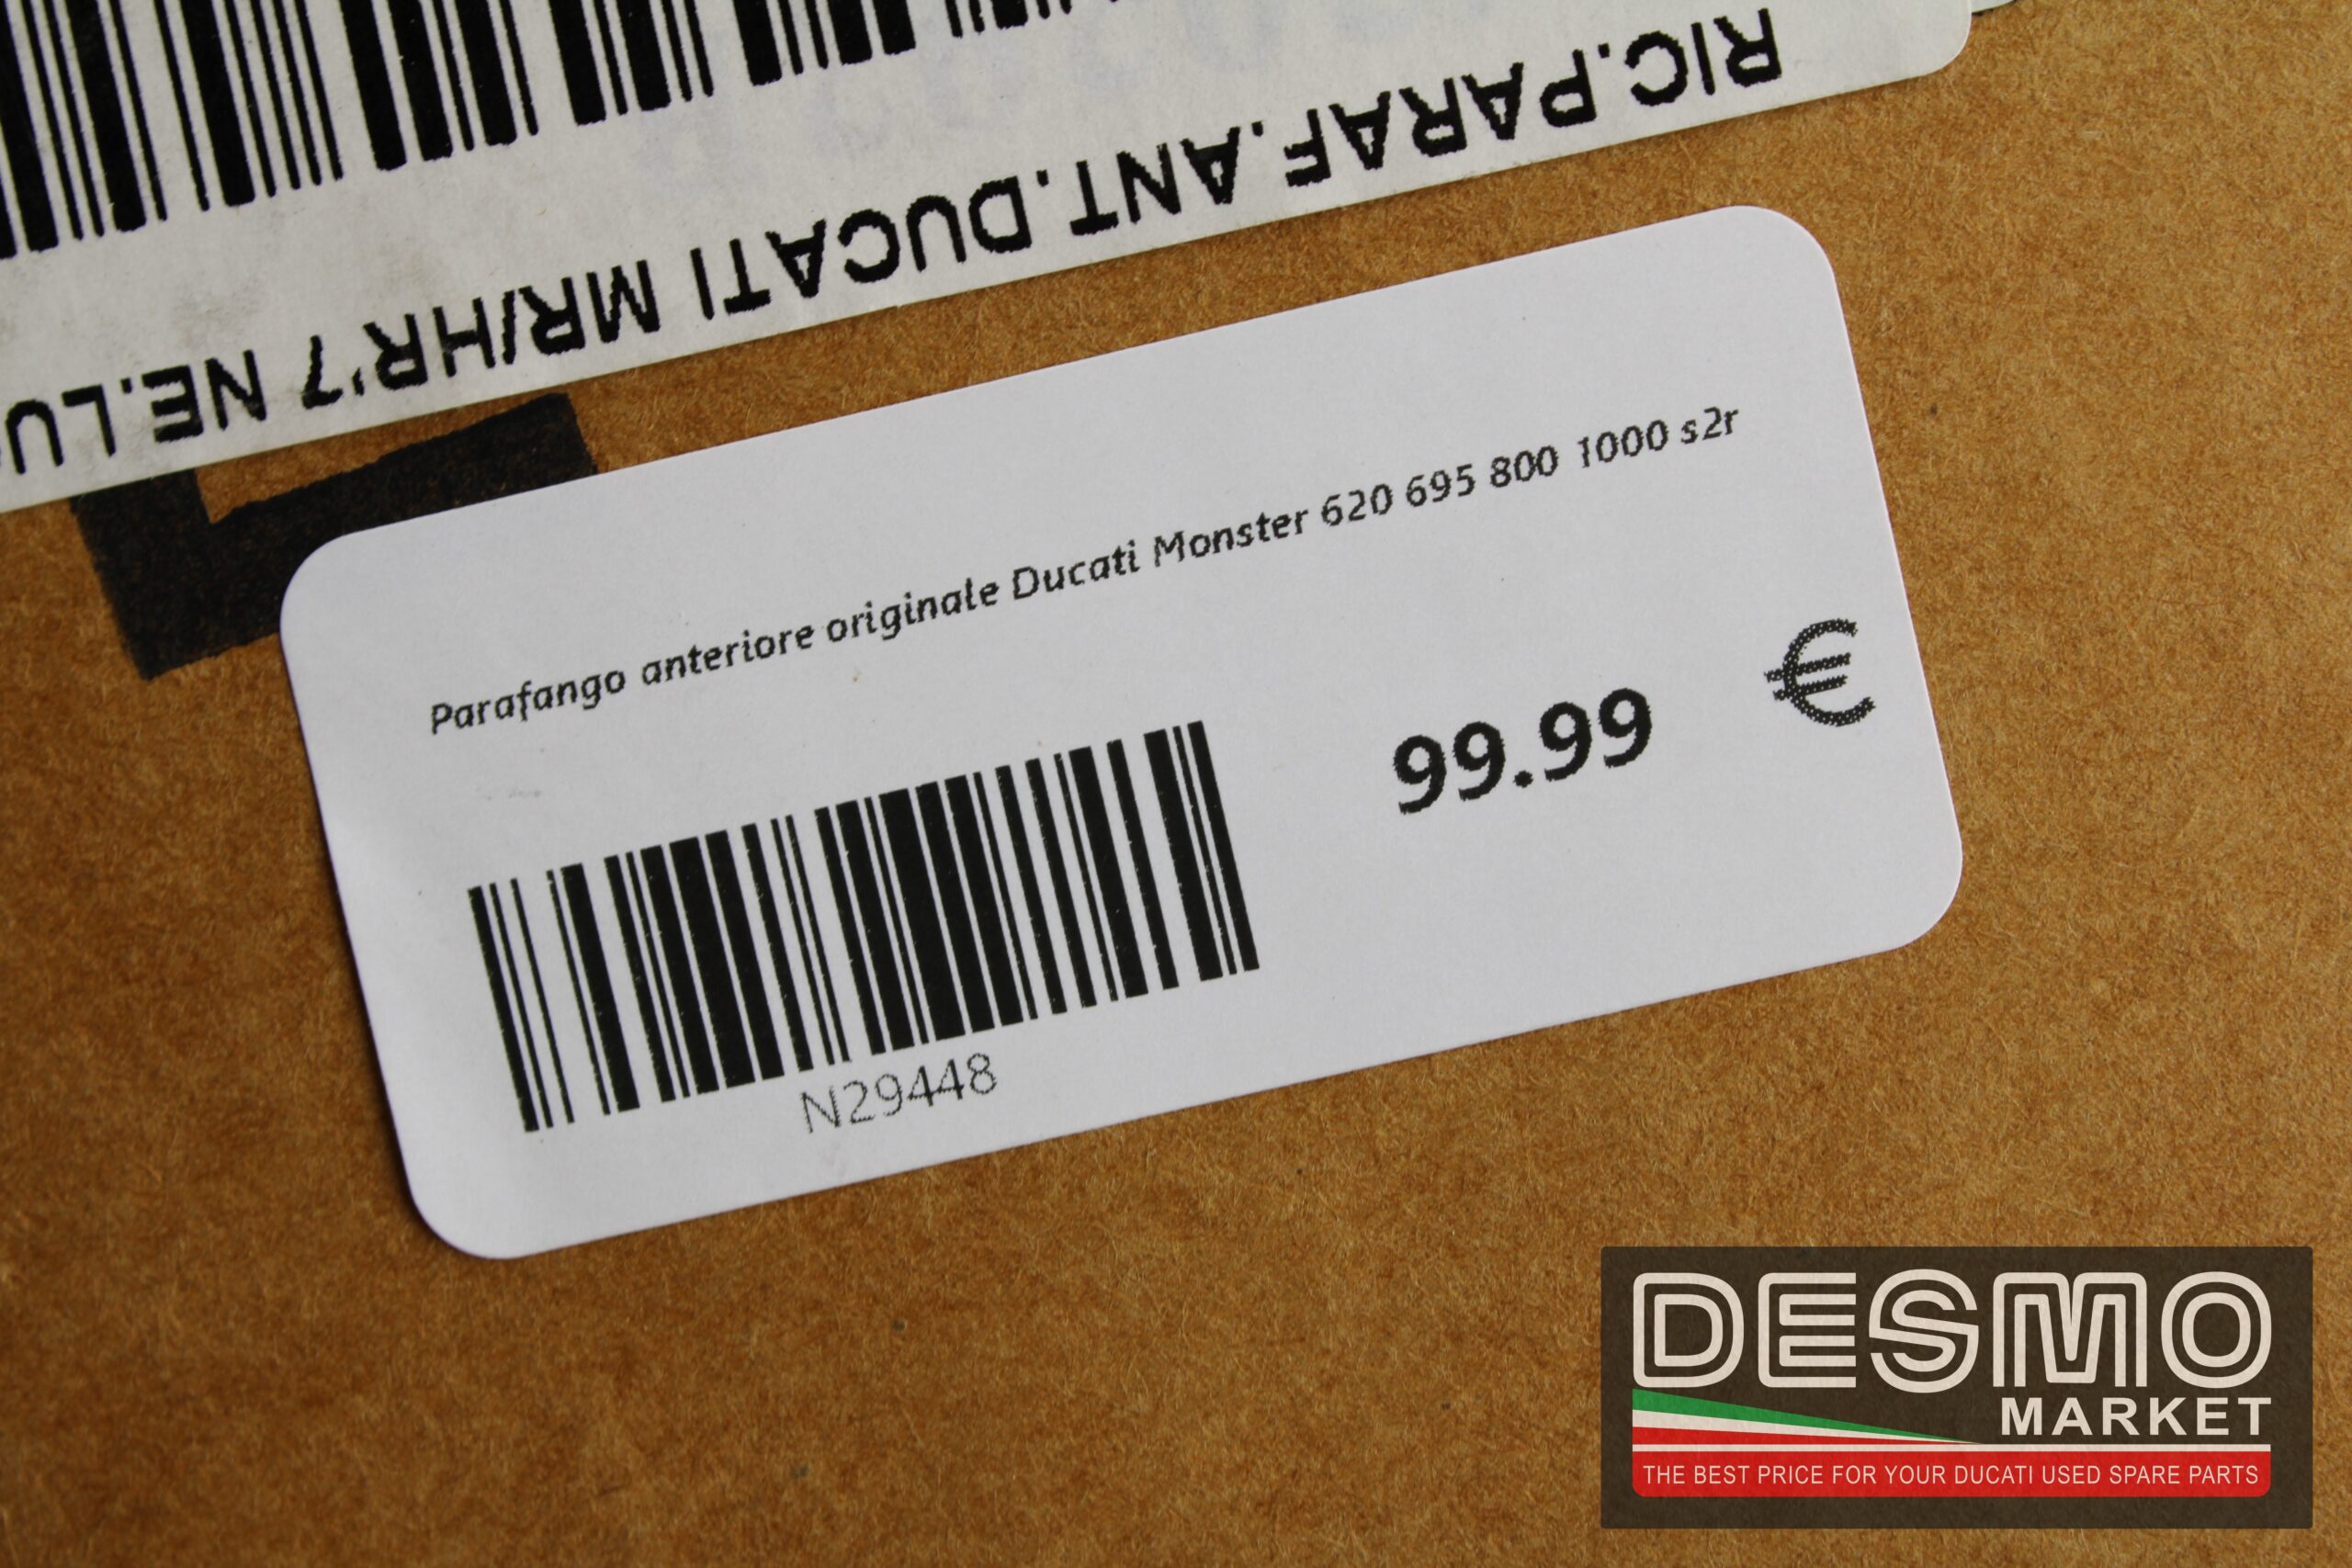 RIC.PARAF.ANT.DUCATI MR/HR'7 NE.LU
Parafango anteriore originale Ducati Monster 620 695 800 1000 s2r
99.99 €
N29448
DESMO
MARKET
THE BEST PRICE FOR YOUR DUCATI USED SPARE PARTS